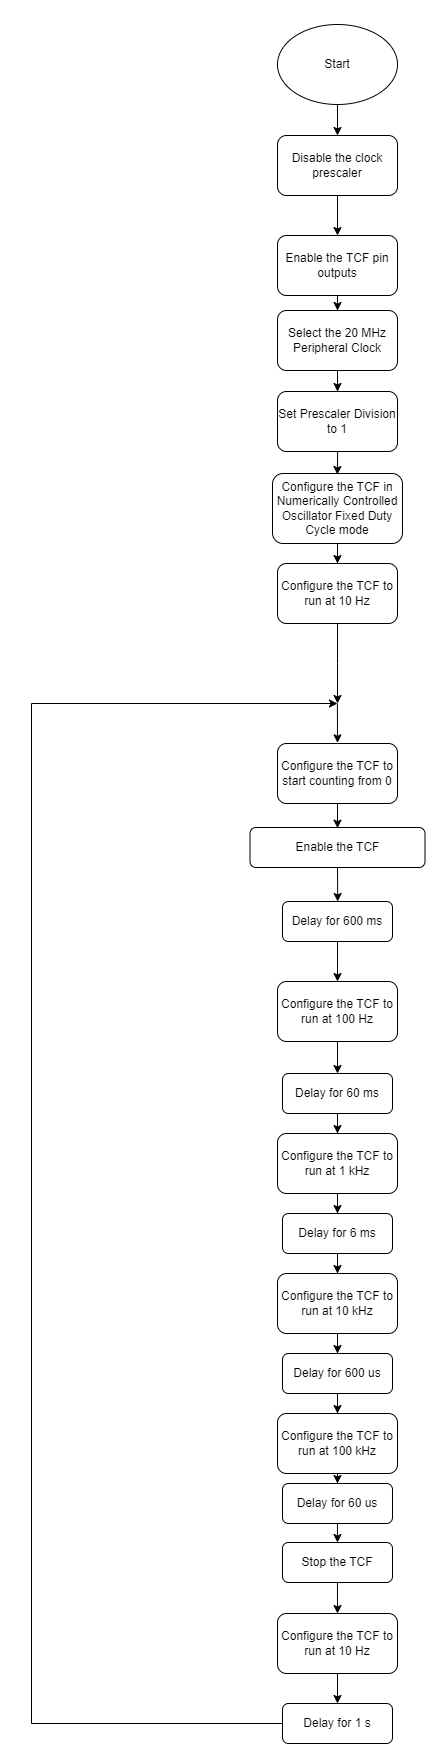 Start
Disable the clock
prescaler
Enable the TCF pin
outputs
Select the 20 MHz
Peripheral Clock
Set Prescaler Division
to 1
Configure the TCF in
Numerically Controlled
Oscillator Fixed Duty
Cycle mode
Configure the TCF to
run at 10 Hz
Configure the TCF to
start counting from 0
Enable the TCF
Delay for 600 ms
Configure the TCF to
run at 100 Hz
Delay for 60 ms
Configure the TCF to
run at 1 kHz
Delay for 6 ms
Configure the TCF to
run at 10 kHz
Delay for 600 us
Configure the TCF to
run at 100 kHz
Delay for 60 us
Stop the TCF
Configure the TCF to
run at 10 Hz
Delay for 1 s